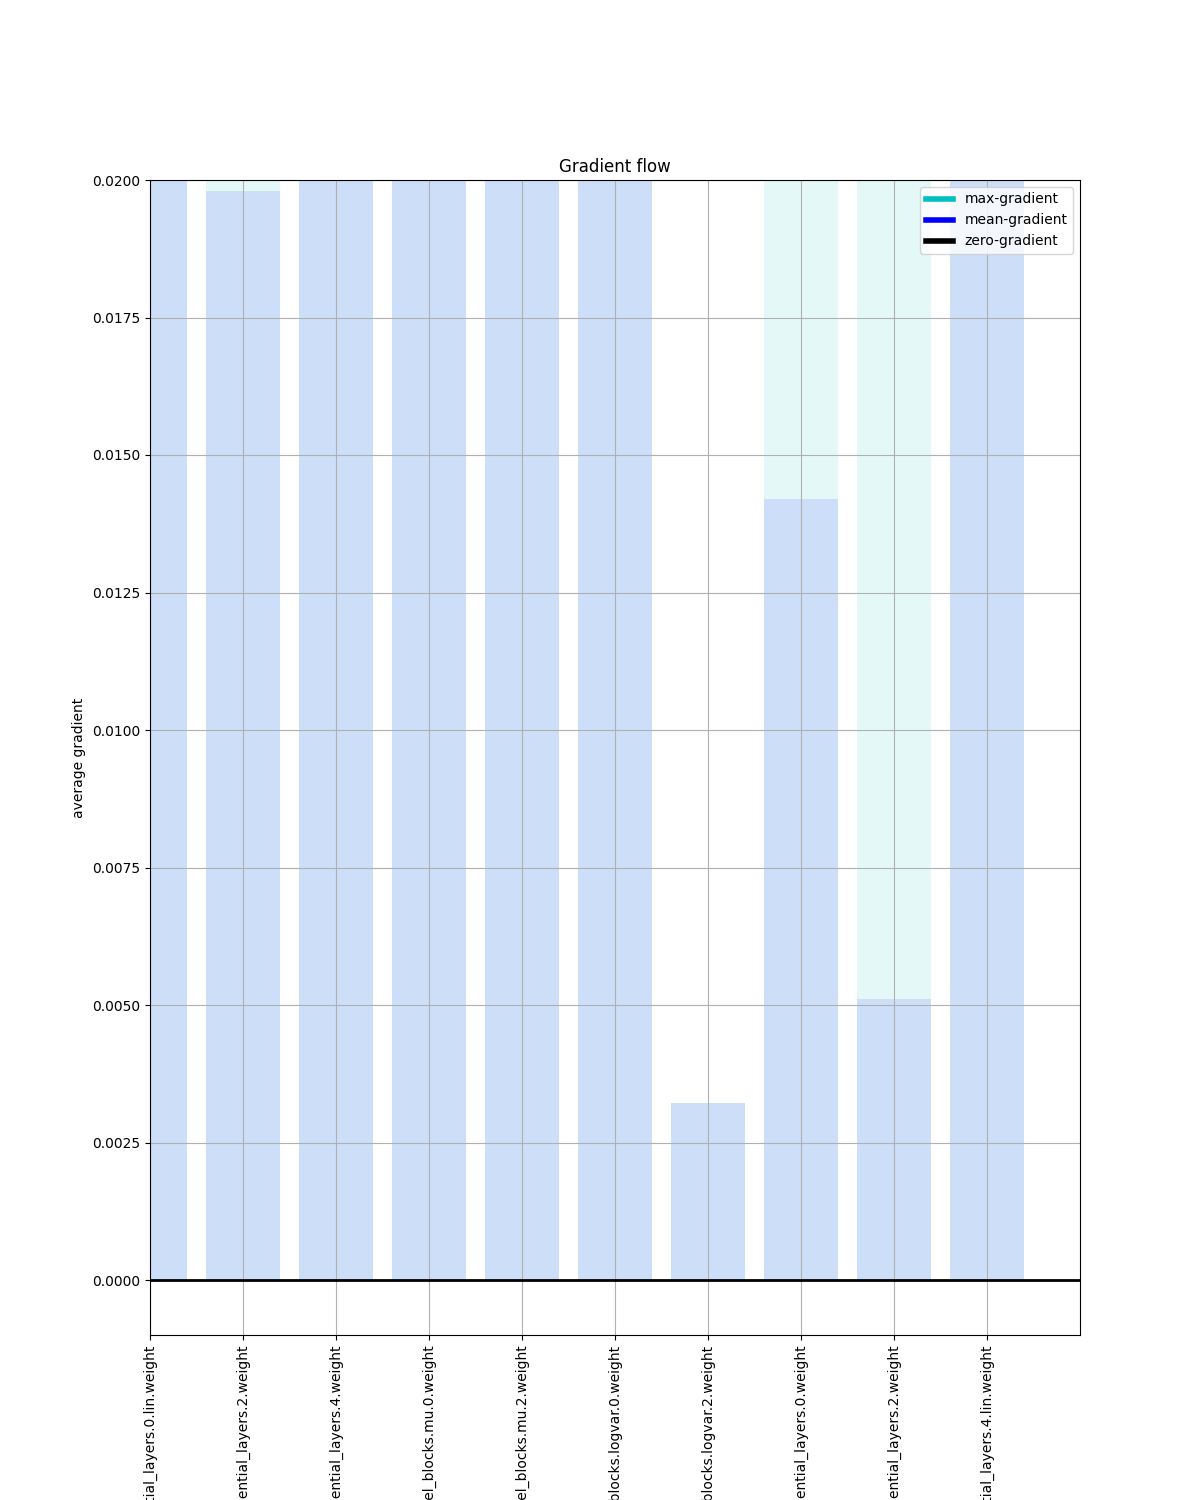 Gradient flow
max-gradient
mean-gradient
zero-gradient
0.0200
0.0175
0.0150
0.0125
0.0100
0.0075
0.0050
0.0025
0.0000
average gradient
tial_layers.0.lin.weight
ential_layers.2.weight
ential_layers.4.weight
el_blocks.mu.0.weight
el_blocks.mu.2.weight
blocks.logvar.0.weight
blocks.logvar.2.weight
ential_layers.0.weight
ential_layers.2.weight
tial_layers.4.lin.weight